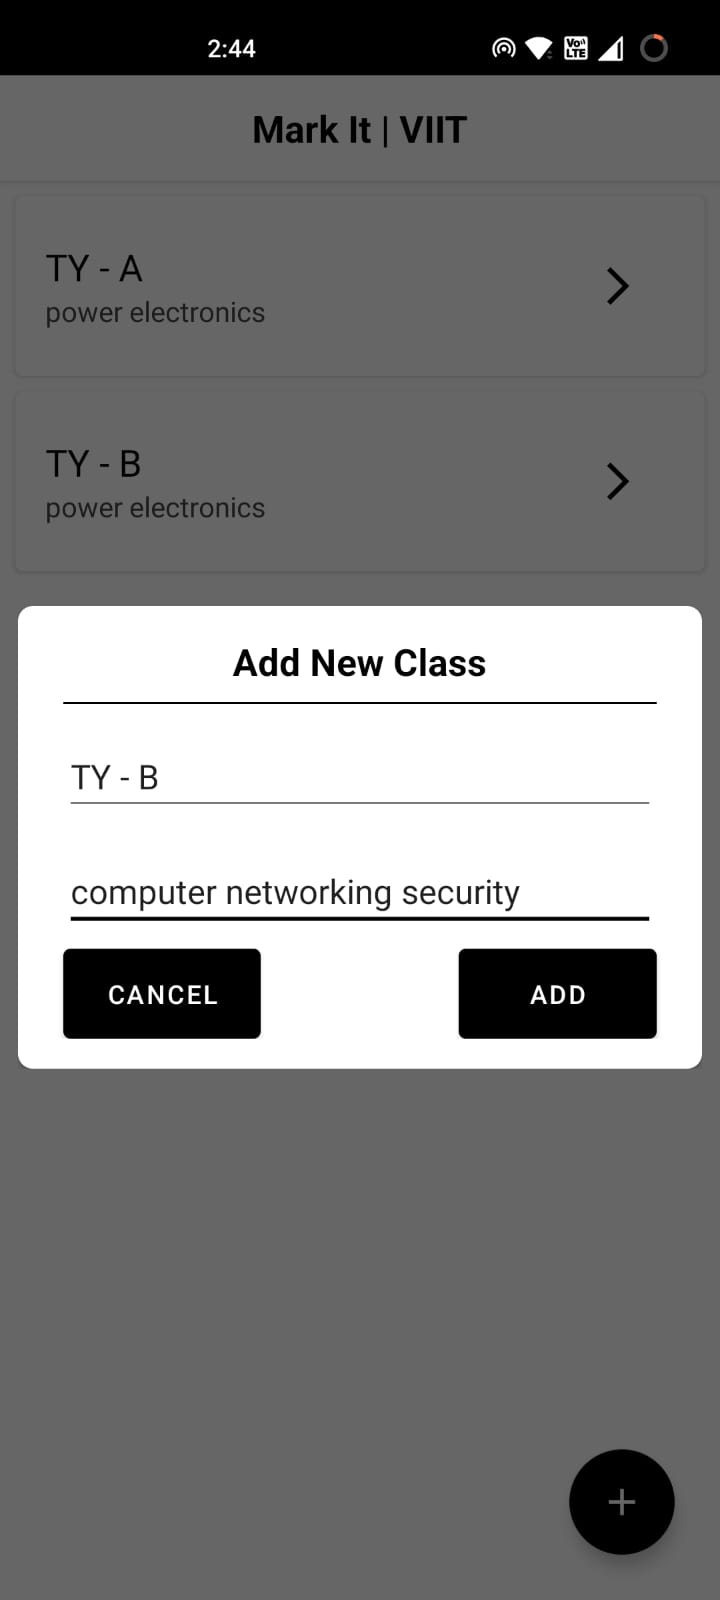 2:44
Vo)) LTE
Mark It | VIIT
TY - A
power electronics
TY - B
power electronics
Add New Class
TY - B
computer networking security
CANCEL
ADD
+